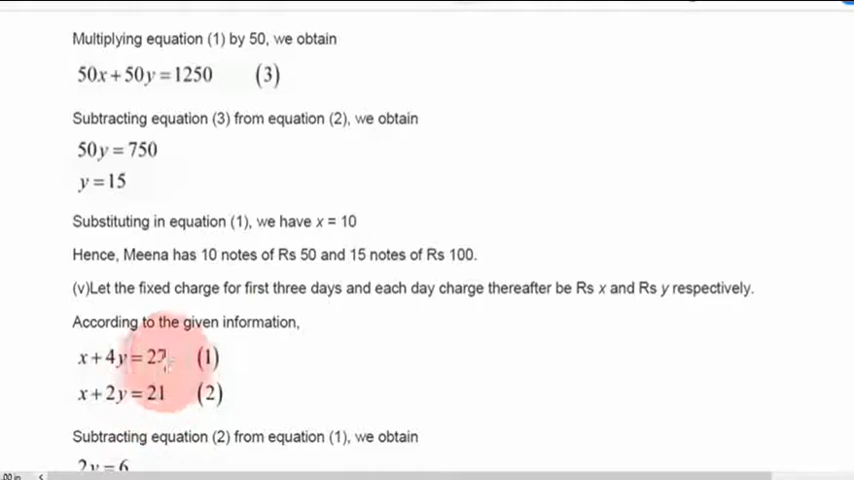 Multiplying equation (1) by 50, we obtain
50x + 50y = 1250 (3)
Subtracting equation (3) from equation (2), we obtain
50y = 750
y = 15
Substituting in equation (1), we have x = 10
Hence, Meena has 10 notes of Rs 50 and 15 notes of Rs 100.
(v)Let the fixed charge for first three days and each day charge thereafter be Rs x and Rs y respectively.
According to the given information,
x + 4y = 27 (1)
x + 2y = 21 (2)
Subtracting equation (2) from equation (1), we obtain
2y = 6
.00 in